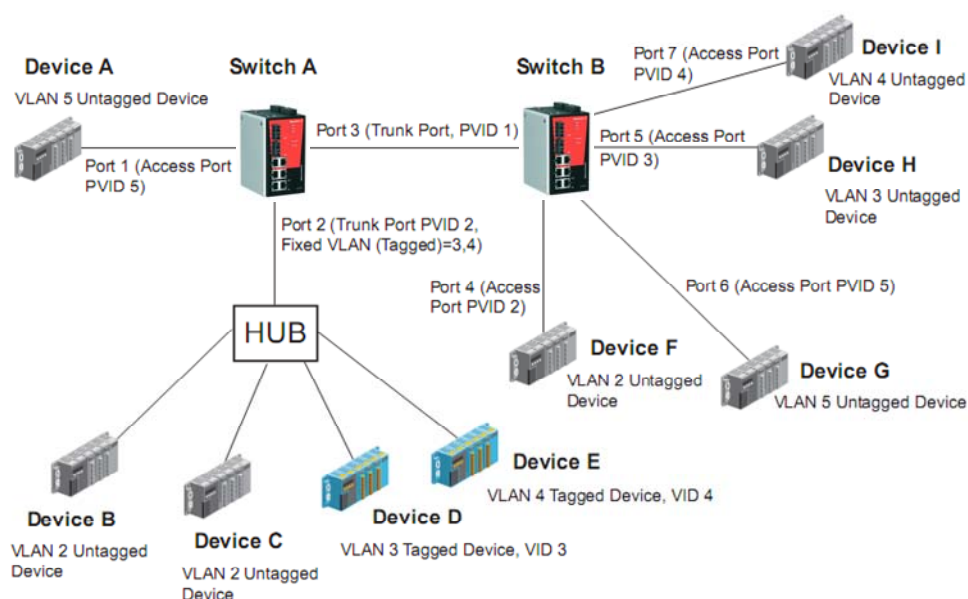 Device A
VLAN 5 Untagged Device
Switch A
Switch B
Port 7 (Access Port
PVID 4)
Device I
VLAN 4 Untagged
Device
Port 1 (Access Port
PVID 5)
Port 3 (Trunk Port, PVID 1)
Port 5 (Access Port
PVID 3)
Device H
VLAN 3 Untagged
Device
Port 2 (Trunk Port PVID 2,
Fixed VLAN (Tagged)=3,4)
Port 4 (Access
Port PVID 2)
Port 6 (Access Port PVID 5)
HUB
Device F
VLAN 2 Untagged
Device
Device G
VLAN 5 Untagged Device
Device E
VLAN 4 Tagged Device, VID 4
Device B
VLAN 2 Untagged
Device
Device C
VLAN 2 Untagged
Device
Device D
VLAN 3 Tagged Device, VID 3